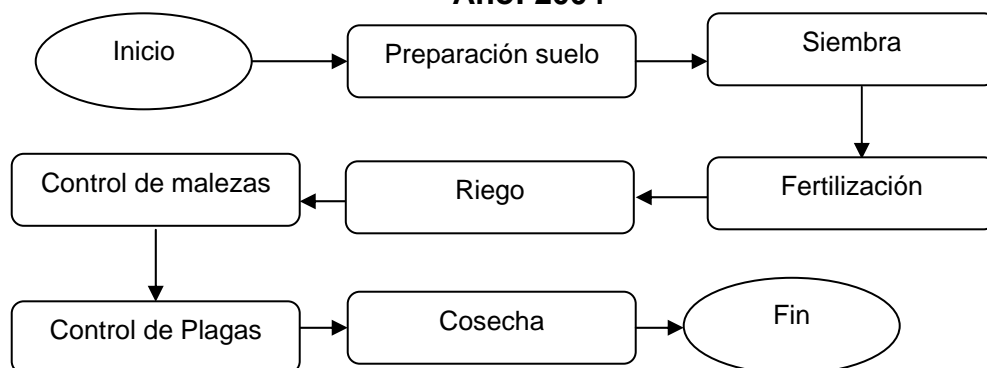 Inicio
Preparación suelo
Siembra
Fertilización
Riego
Control de malezas
Control de Plagas
Cosecha
Fin